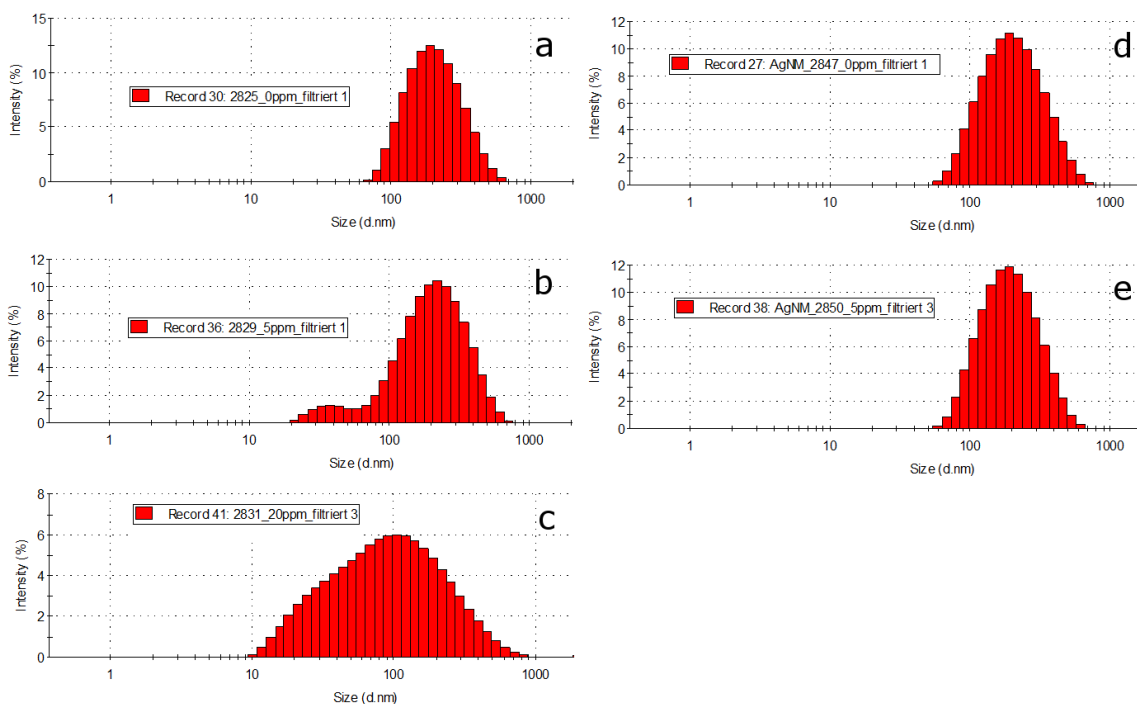 a
15
10
5
0
Intensity (%)
Record 30: 2825_0ppm_filtriert 1
1
10
100
1000
Size (d.nm)
b
12
10
8
6
4
2
0
Intensity (%)
Record 36: 2829_5ppm_filtriert 1
1
10
100
1000
Size (d.nm)
c
8
6
4
2
0
Intensity (%)
Record 41: 2831_20ppm_filtriert 3
1
10
100
1000
Size (d.nm)
d
12
10
8
6
4
2
0
Intensity (%)
Record 27: AgNM_2847_0ppm_filtriert 1
1
10
100
1000
Size (d.nm)
e
12
10
8
6
4
2
0
Intensity (%)
Record 38: AgNM_2850_5ppm_filtriert 3
1
10
100
1000
Size (d.nm)